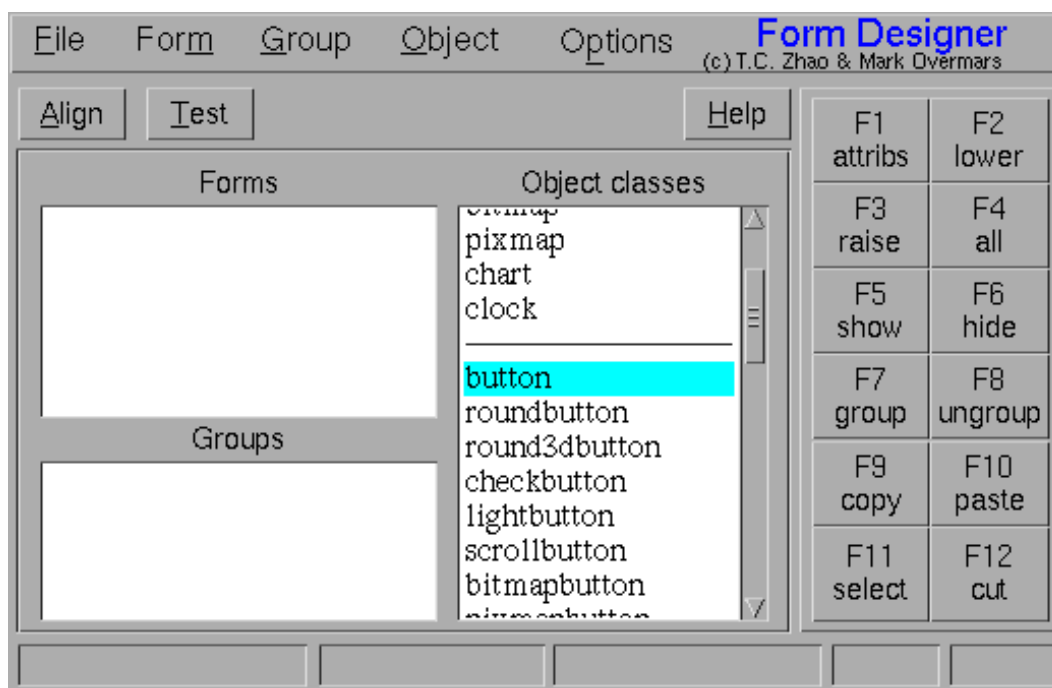 File Form Group Object Options
Form Designer
(c) T.C. Zhao & Mark Overmars
Align Test Help
Forms
Groups
Object classes
bitmap
pixmap
chart
clock
button
roundbutton
round3dbutton
checkbutton
lightbutton
scrollbutton
bitmapbutton
pixmapbutton
F1
attribs
F2
lower
F3
raise
F4
all
F5
show
F6
hide
F7
group
F8
ungroup
F9
copy
F10
paste
F11
select
F12
cut